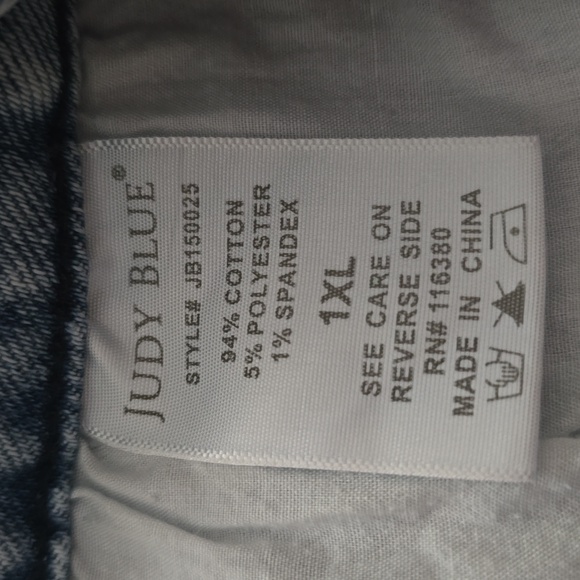 JUDY BLUE®
STYLE# JB150025
94% COTTON
5% POLYESTER
1% SPANDEX
1XL
SEE CARE ON
REVERSE SIDE
RN# 116380
MADE IN CHINA